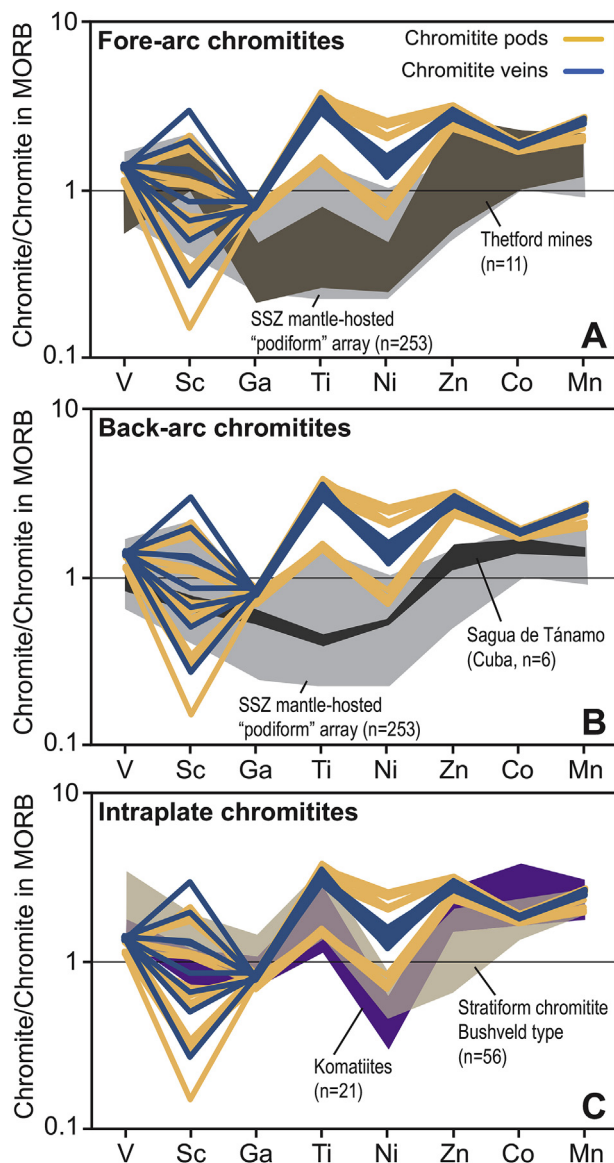 Fore-arc chromitites
Chromitite pods
Chromitite veins
Chromite/Chromite in MORB
10
1
0.1
Thetford mines
(n=11)
SSZ mantle-hosted
“podiform” array (n=253)
A
V Sc Ga Ti Ni Zn Co Mn
Back-arc chromitites
Chromite/Chromite in MORB
10
1
0.1
Sagua de Tánamo
(Cuba, n=6)
SSZ mantle-hosted
“podiform” array (n=253)
B
V Sc Ga Ti Ni Zn Co Mn
Intraplate chromitites
Chromite/Chromite in MORB
10
1
0.1
Stratiform chromitite
Bushveld type
(n=56)
Komatiites
(n=21)
C
V Sc Ga Ti Ni Zn Co Mn